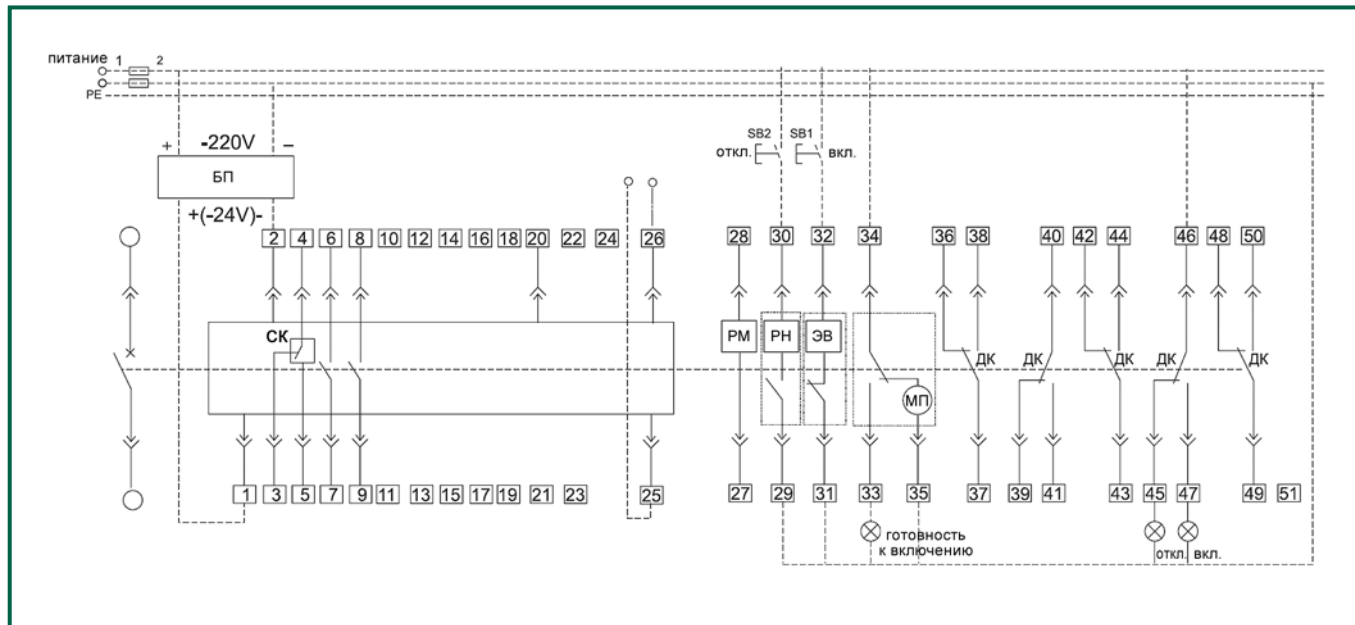 питание 1 2
PE
+ -220V –
БП
+(-24V)-
SB2 SB1
откл. вкл.
2 4 6 8 10 12 14 16 18 20 22 24 26 28 30 32 34 36 38 40 42 44 46 48 50
СК
РМ РН ЭВ
ДК ДК ДК ДК ДК
МП
1 3 5 7 9 11 13 15 17 19 21 23 25 27 29 31 33 35 37 39 41 43 45 47 49 51
готовность
к включению
откл. вкл.